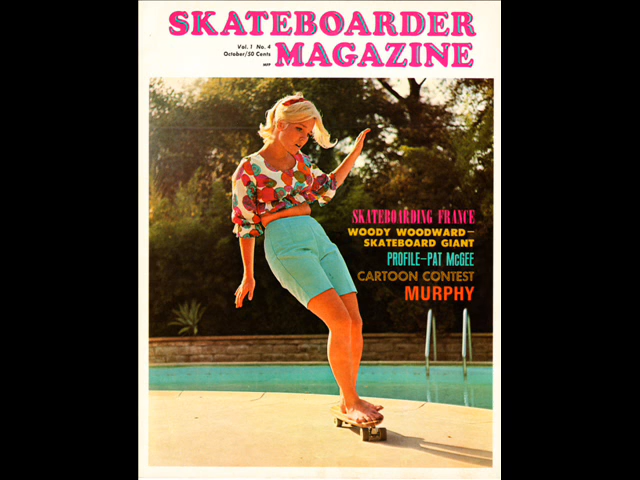 SKATEBOARDER
Vol. 1 No. 4
October/50 Cents
MAGAZINE
SKATEBOARDING FRANCE
WOODY WOODWARD—
SKATEBOARD GIANT
PROFILE—PAT McGEE
CARTOON CONTEST
MURPHY